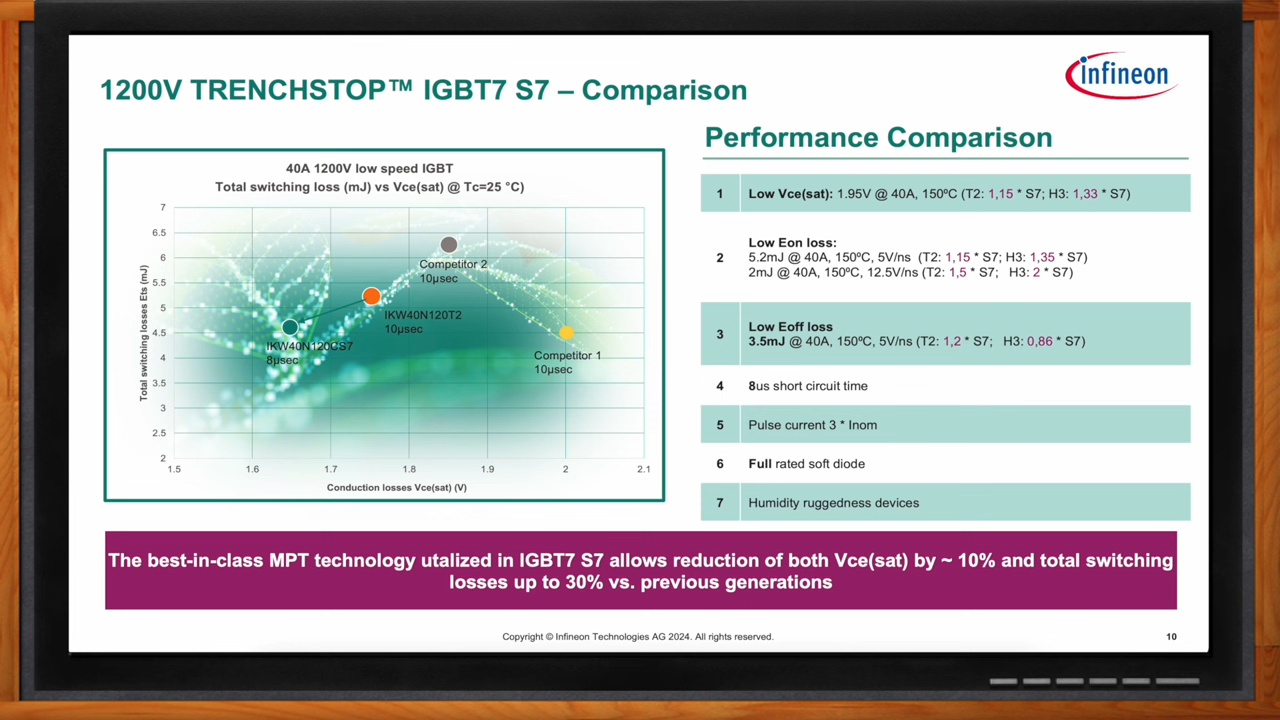 1200V TRENCHSTOP™ IGBT7 S7 – Comparison
infineon
40A 1200V low speed IGBT
Total switching loss (mJ) vs Vce(sat) @ Tc=25 °C)
Total switching losses Ets (mJ)
7
6.5
6
5.5
5
4.5
4
3.5
3
2.5
2
Competitor 2
10µsec
IKW40N120T2
10µsec
IKW40N120CS7
8µsec
Competitor 1
10µsec
1.5 1.6 1.7 1.8 1.9 2 2.1
Conduction losses Vce(sat) (V)
Performance Comparison
1 Low Vce(sat): 1.95V @ 40A, 150ºC (T2: 1,15 * S7; H3: 1,33 * S7)
2 Low Eon loss:
5.2mJ @ 40A, 150ºC, 5V/ns (T2: 1,15 * S7; H3: 1,35 * S7)
2mJ @ 40A, 150ºC, 12.5V/ns (T2: 1,5 * S7; H3: 2 * S7)
3 Low Eoff loss
3.5mJ @ 40A, 150ºC, 5V/ns (T2: 1,2 * S7; H3: 0,86 * S7)
4 8us short circuit time
5 Pulse current 3 * Inom
6 Full rated soft diode
7 Humidity ruggedness devices
The best-in-class MPT technology utalized in IGBT7 S7 allows reduction of both Vce(sat) by ~ 10% and total switching
losses up to 30% vs. previous generations
Copyright © Infineon Technologies AG 2024. All rights reserved.
10